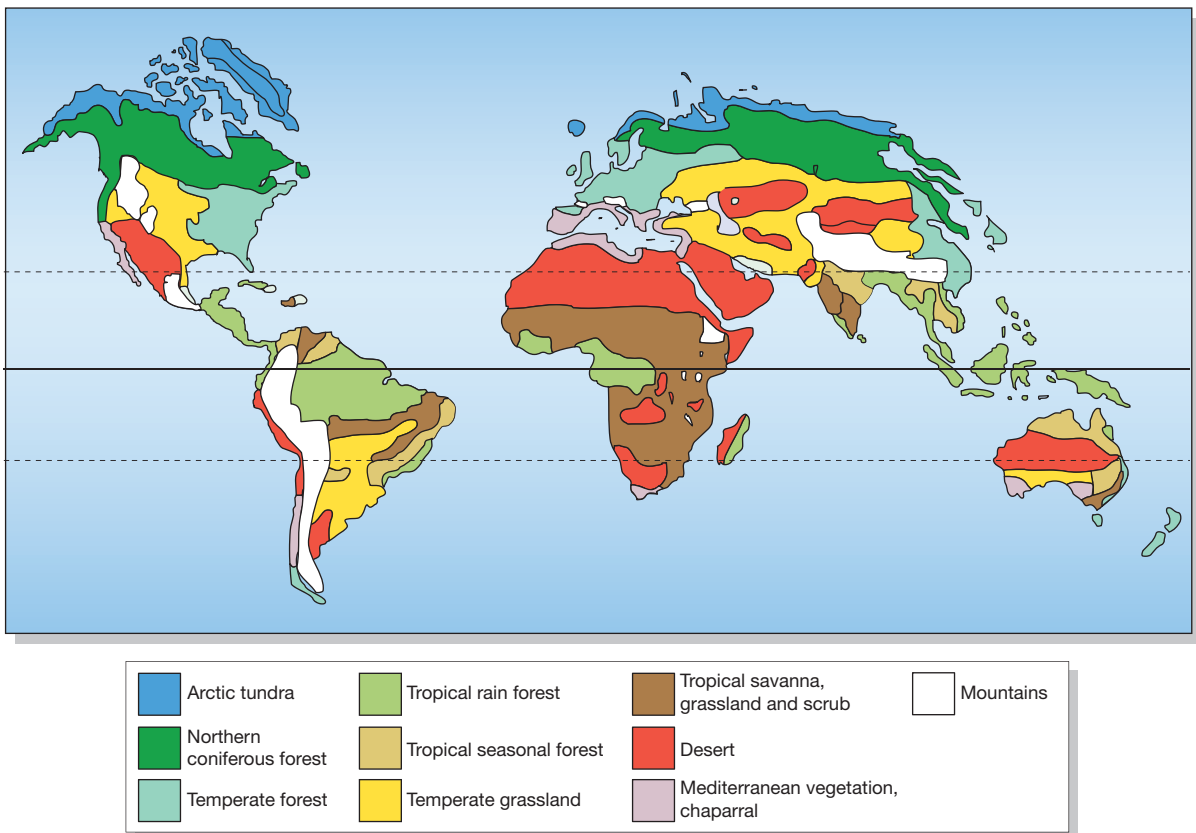 Arctic tundra
Northern
coniferous forest
Temperate forest
Tropical rain forest
Tropical seasonal forest
Temperate grassland
Tropical savanna,
grassland and scrub
Desert
Mediterranean vegetation,
chaparral
Mountains